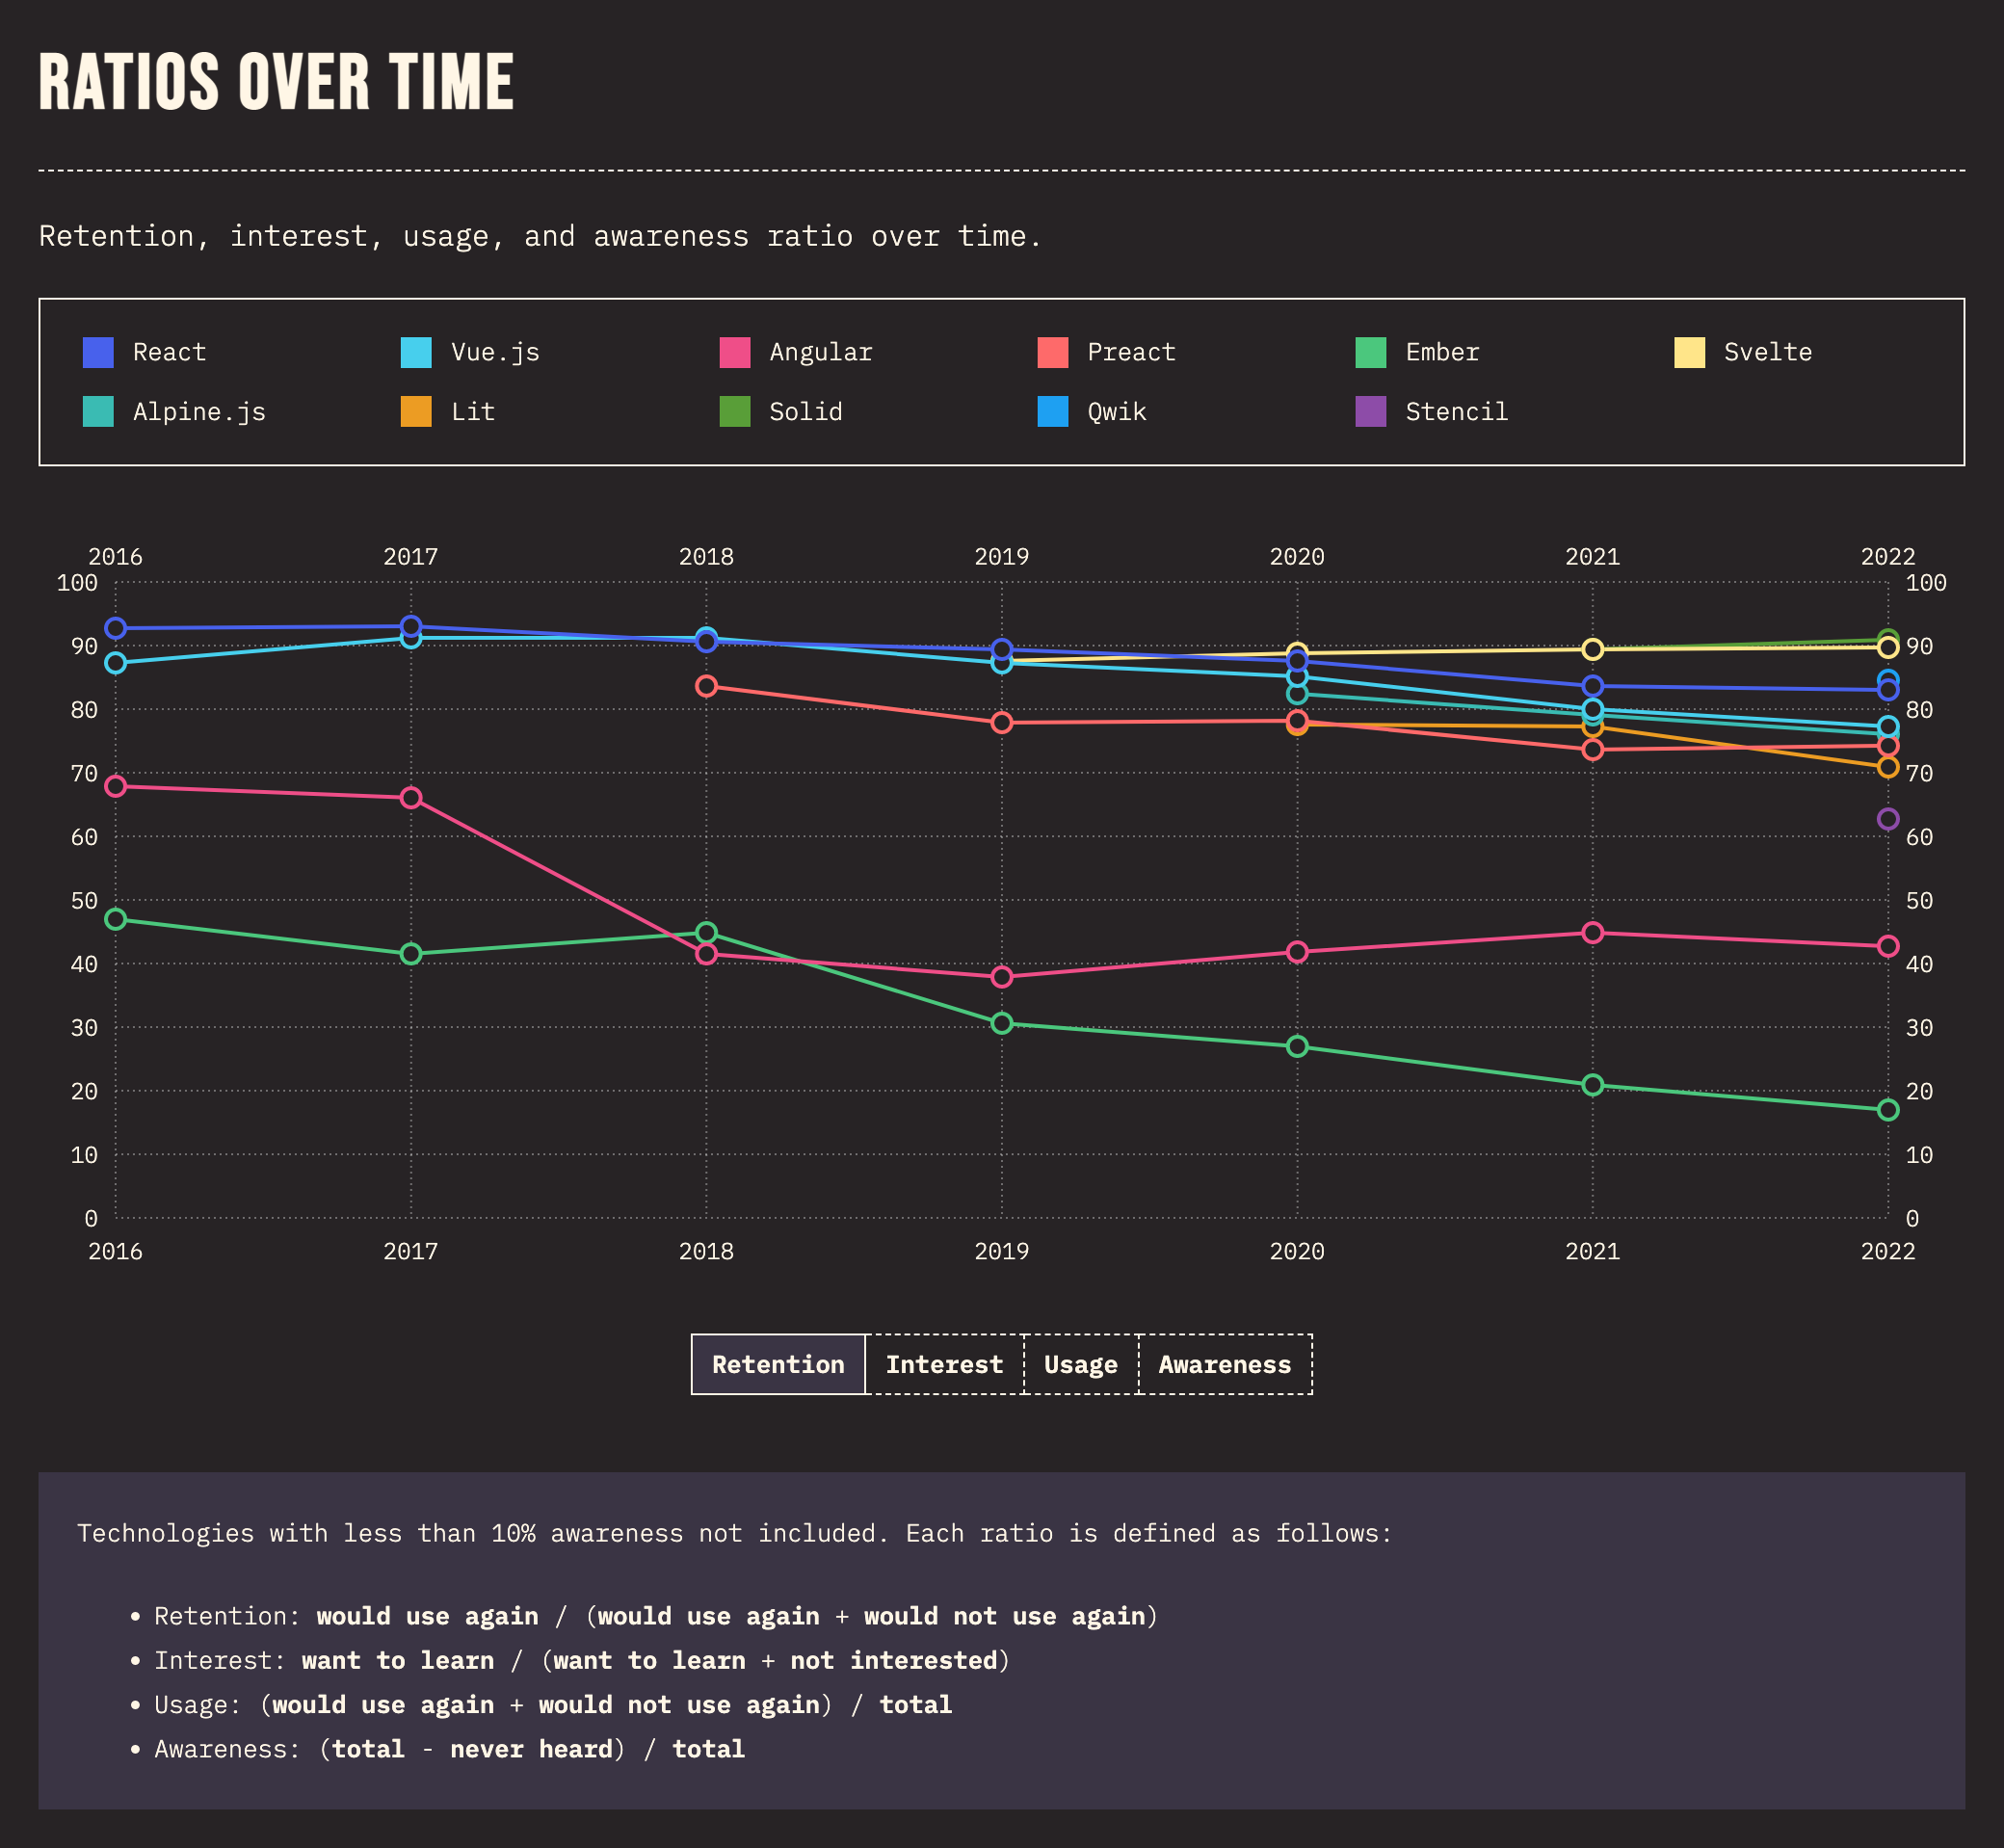 RATIOS OVER TIME
Retention, interest, usage, and awareness ratio over time.
React Vue.js Angular Preact Ember Svelte
Alpine.js Lit Solid Qwik Stencil
2016 2017 2018 2019 2020 2021 2022
100 100
90 90
80 80
70 70
60 60
50 50
40 40
30 30
20 20
10 10
0 0
2016 2017 2018 2019 2020 2021 2022
Retention Interest Usage Awareness
Technologies with less than 10% awareness not included. Each ratio is defined as follows:
• Retention: would use again / (would use again + would not use again)
• Interest: want to learn / (want to learn + not interested)
• Usage: (would use again + would not use again) / total
• Awareness: (total - never heard) / total